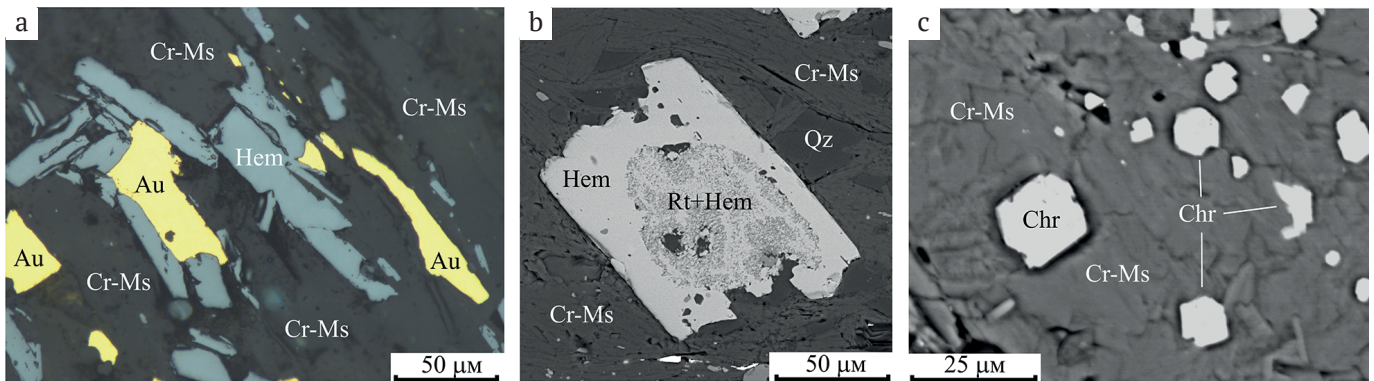 a
Cr-Ms
Cr-Ms
Hem
Au
Au
Au
Cr-Ms
Cr-Ms
50 μм
b
Cr-Ms
Qz
Hem
Rt+Hem
Cr-Ms
50 μм
c
Cr-Ms
Chr
Chr
Cr-Ms
25 μм